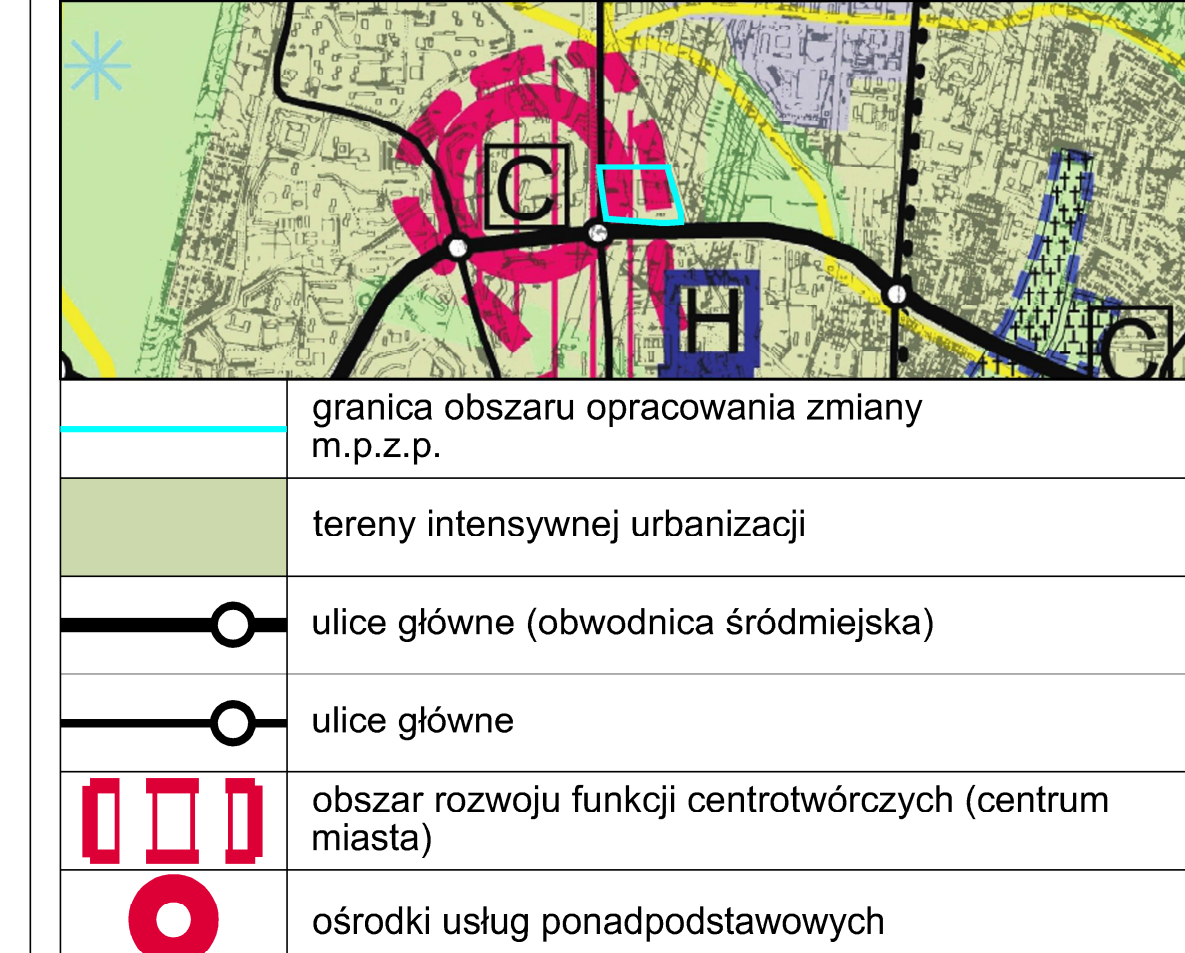 C
H
C
granica obszaru opracowania zmiany
m.p.z.p.
tereny intensywnej urbanizacji
ulice główne (obwodnica śródmiejska)
ulice główne
obszar rozwoju funkcji centrotwórczych (centrum
miasta)
ośrodki usług ponadpodstawowych